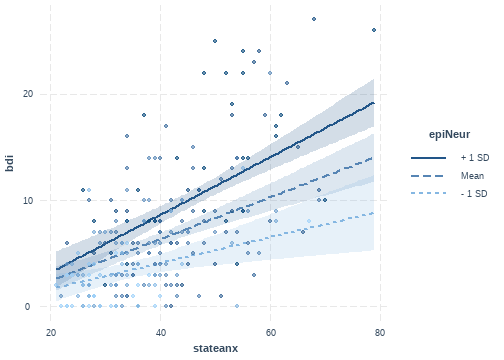 bdi
20
10
0
20
40
60
80
stateanx
epiNeur
+ 1 SD
Mean
- 1 SD